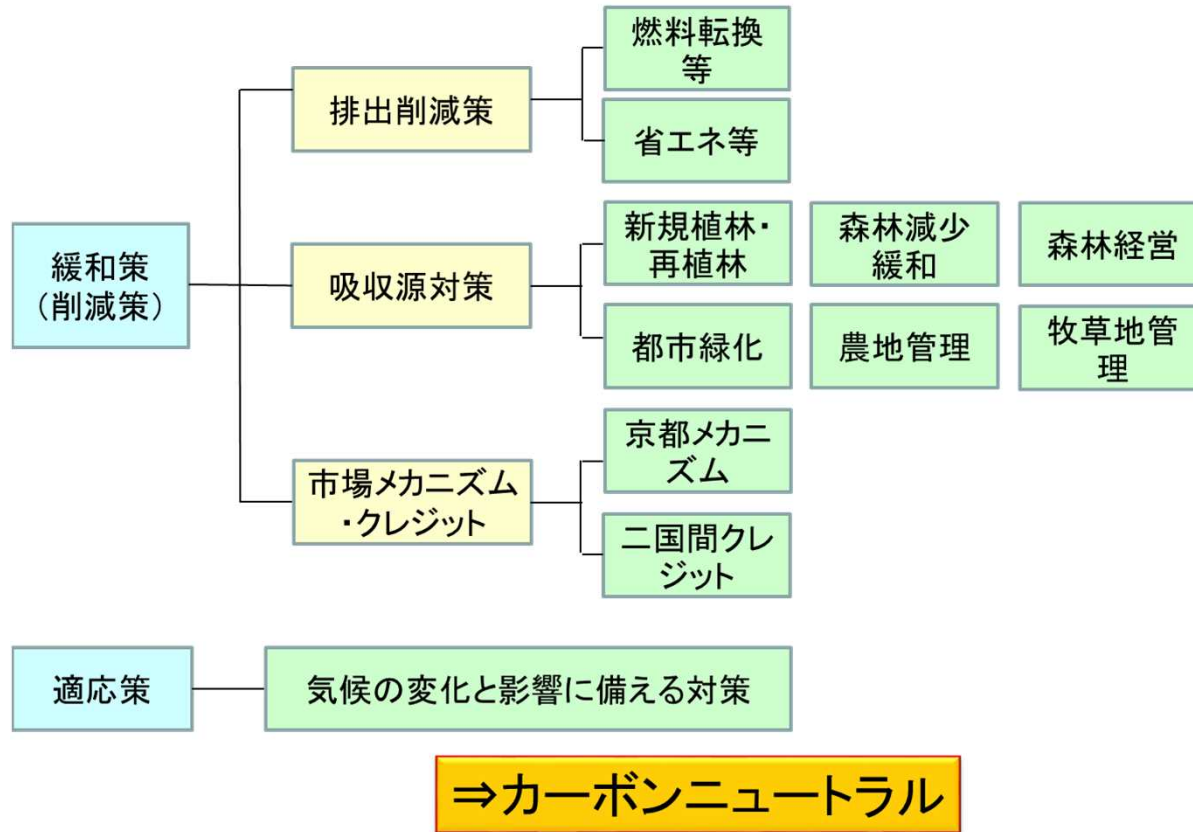 燃料転換
等
排出削減策
省エネ等
緩和策
（削減策）
吸収源対策
新規植林・
再植林
森林減少
緩和
森林経営
都市緑化
農地管理
牧草地管
理
市場メカニズム
・クレジット
京都メカニ
ズム
二国間クレ
ジット
適応策
気候の変化と影響に備える対策
⇒カーボンニュートラル